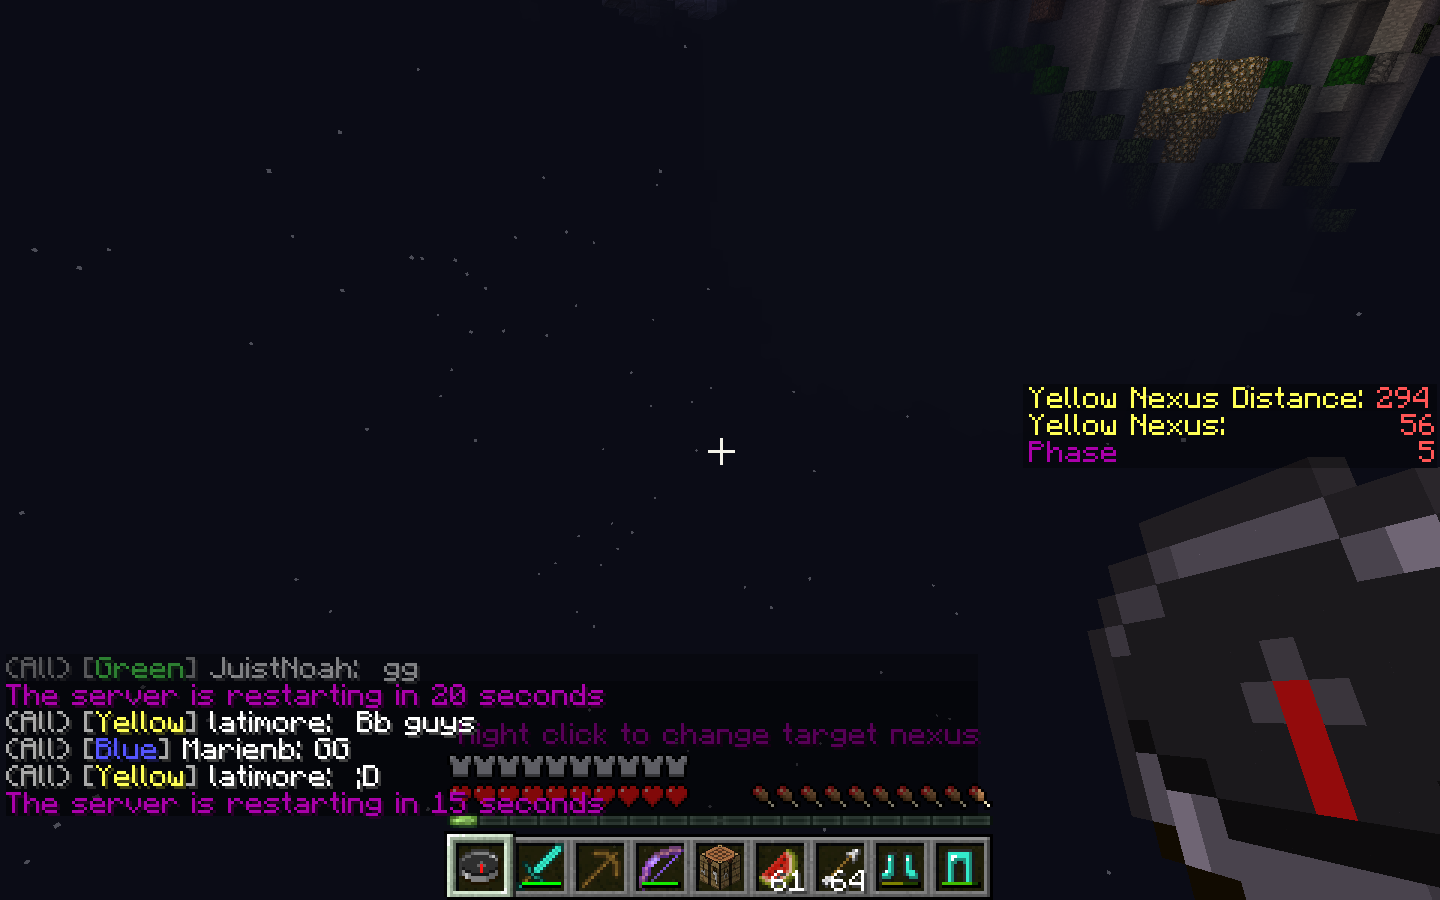 Yellow Nexus Distance: 294
Yellow Nexus: 56
Phase 5
(All) [Green] JuistNoah: gg
The server is restarting in 20 seconds
(All) [Yellow] latimore: Bb guys
Right click to change target nexus
(All) [Blue] Marienb: GG
(All) [Yellow] latimore: ;D
The server is restarting in 15 seconds
61
64